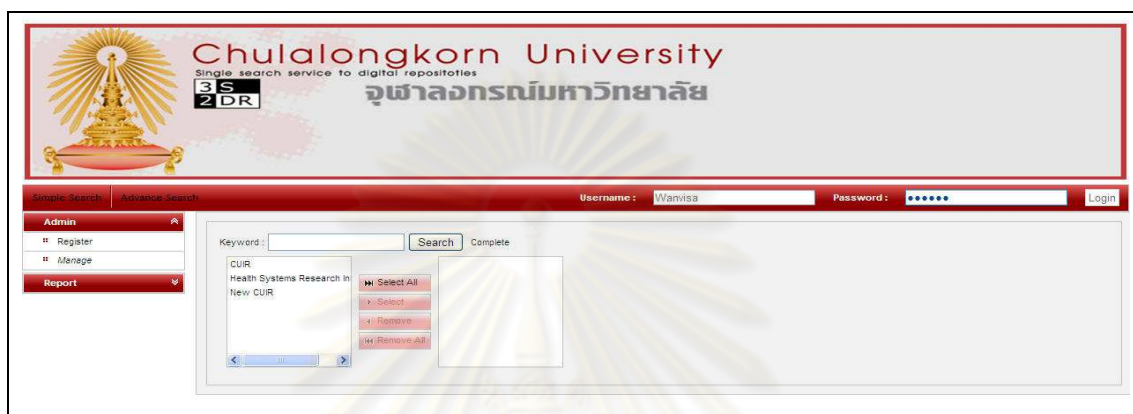 Chulalongkorn University
Single search service to digital repositoties
3S
2DR
จุฬาลงกรณ์มหาวิทยาลัย
Simple Search Advance Search Username : Wanvisa Password : •••••• Login
Admin
Register
Manage
Report
Keyword : Search Complete
CUIR
Health Systems Research In
New CUIR
Select All
Select
Remove
Remove All